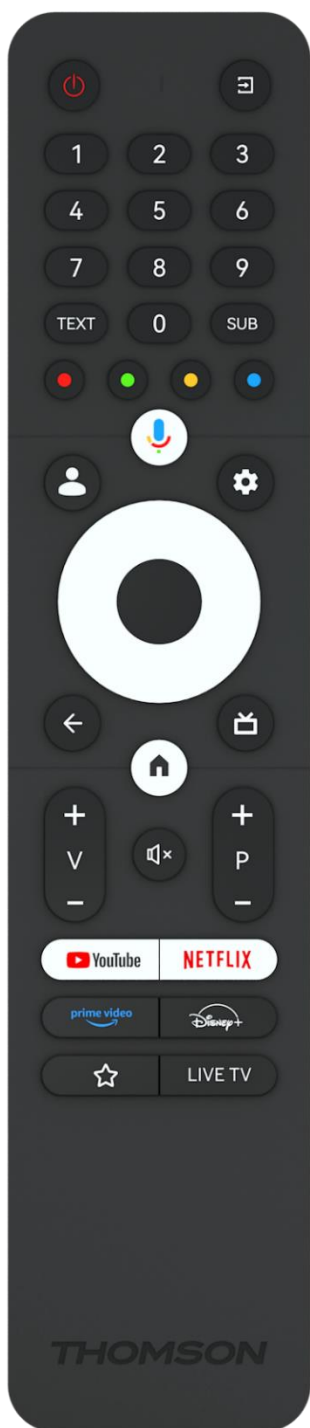 1 2 3
4 5 6
7 8 9
TEXT 0 SUB
+ +
V P
- -
YouTube NETFLIX
prime video Disney+
LIVE TV
THOMSON